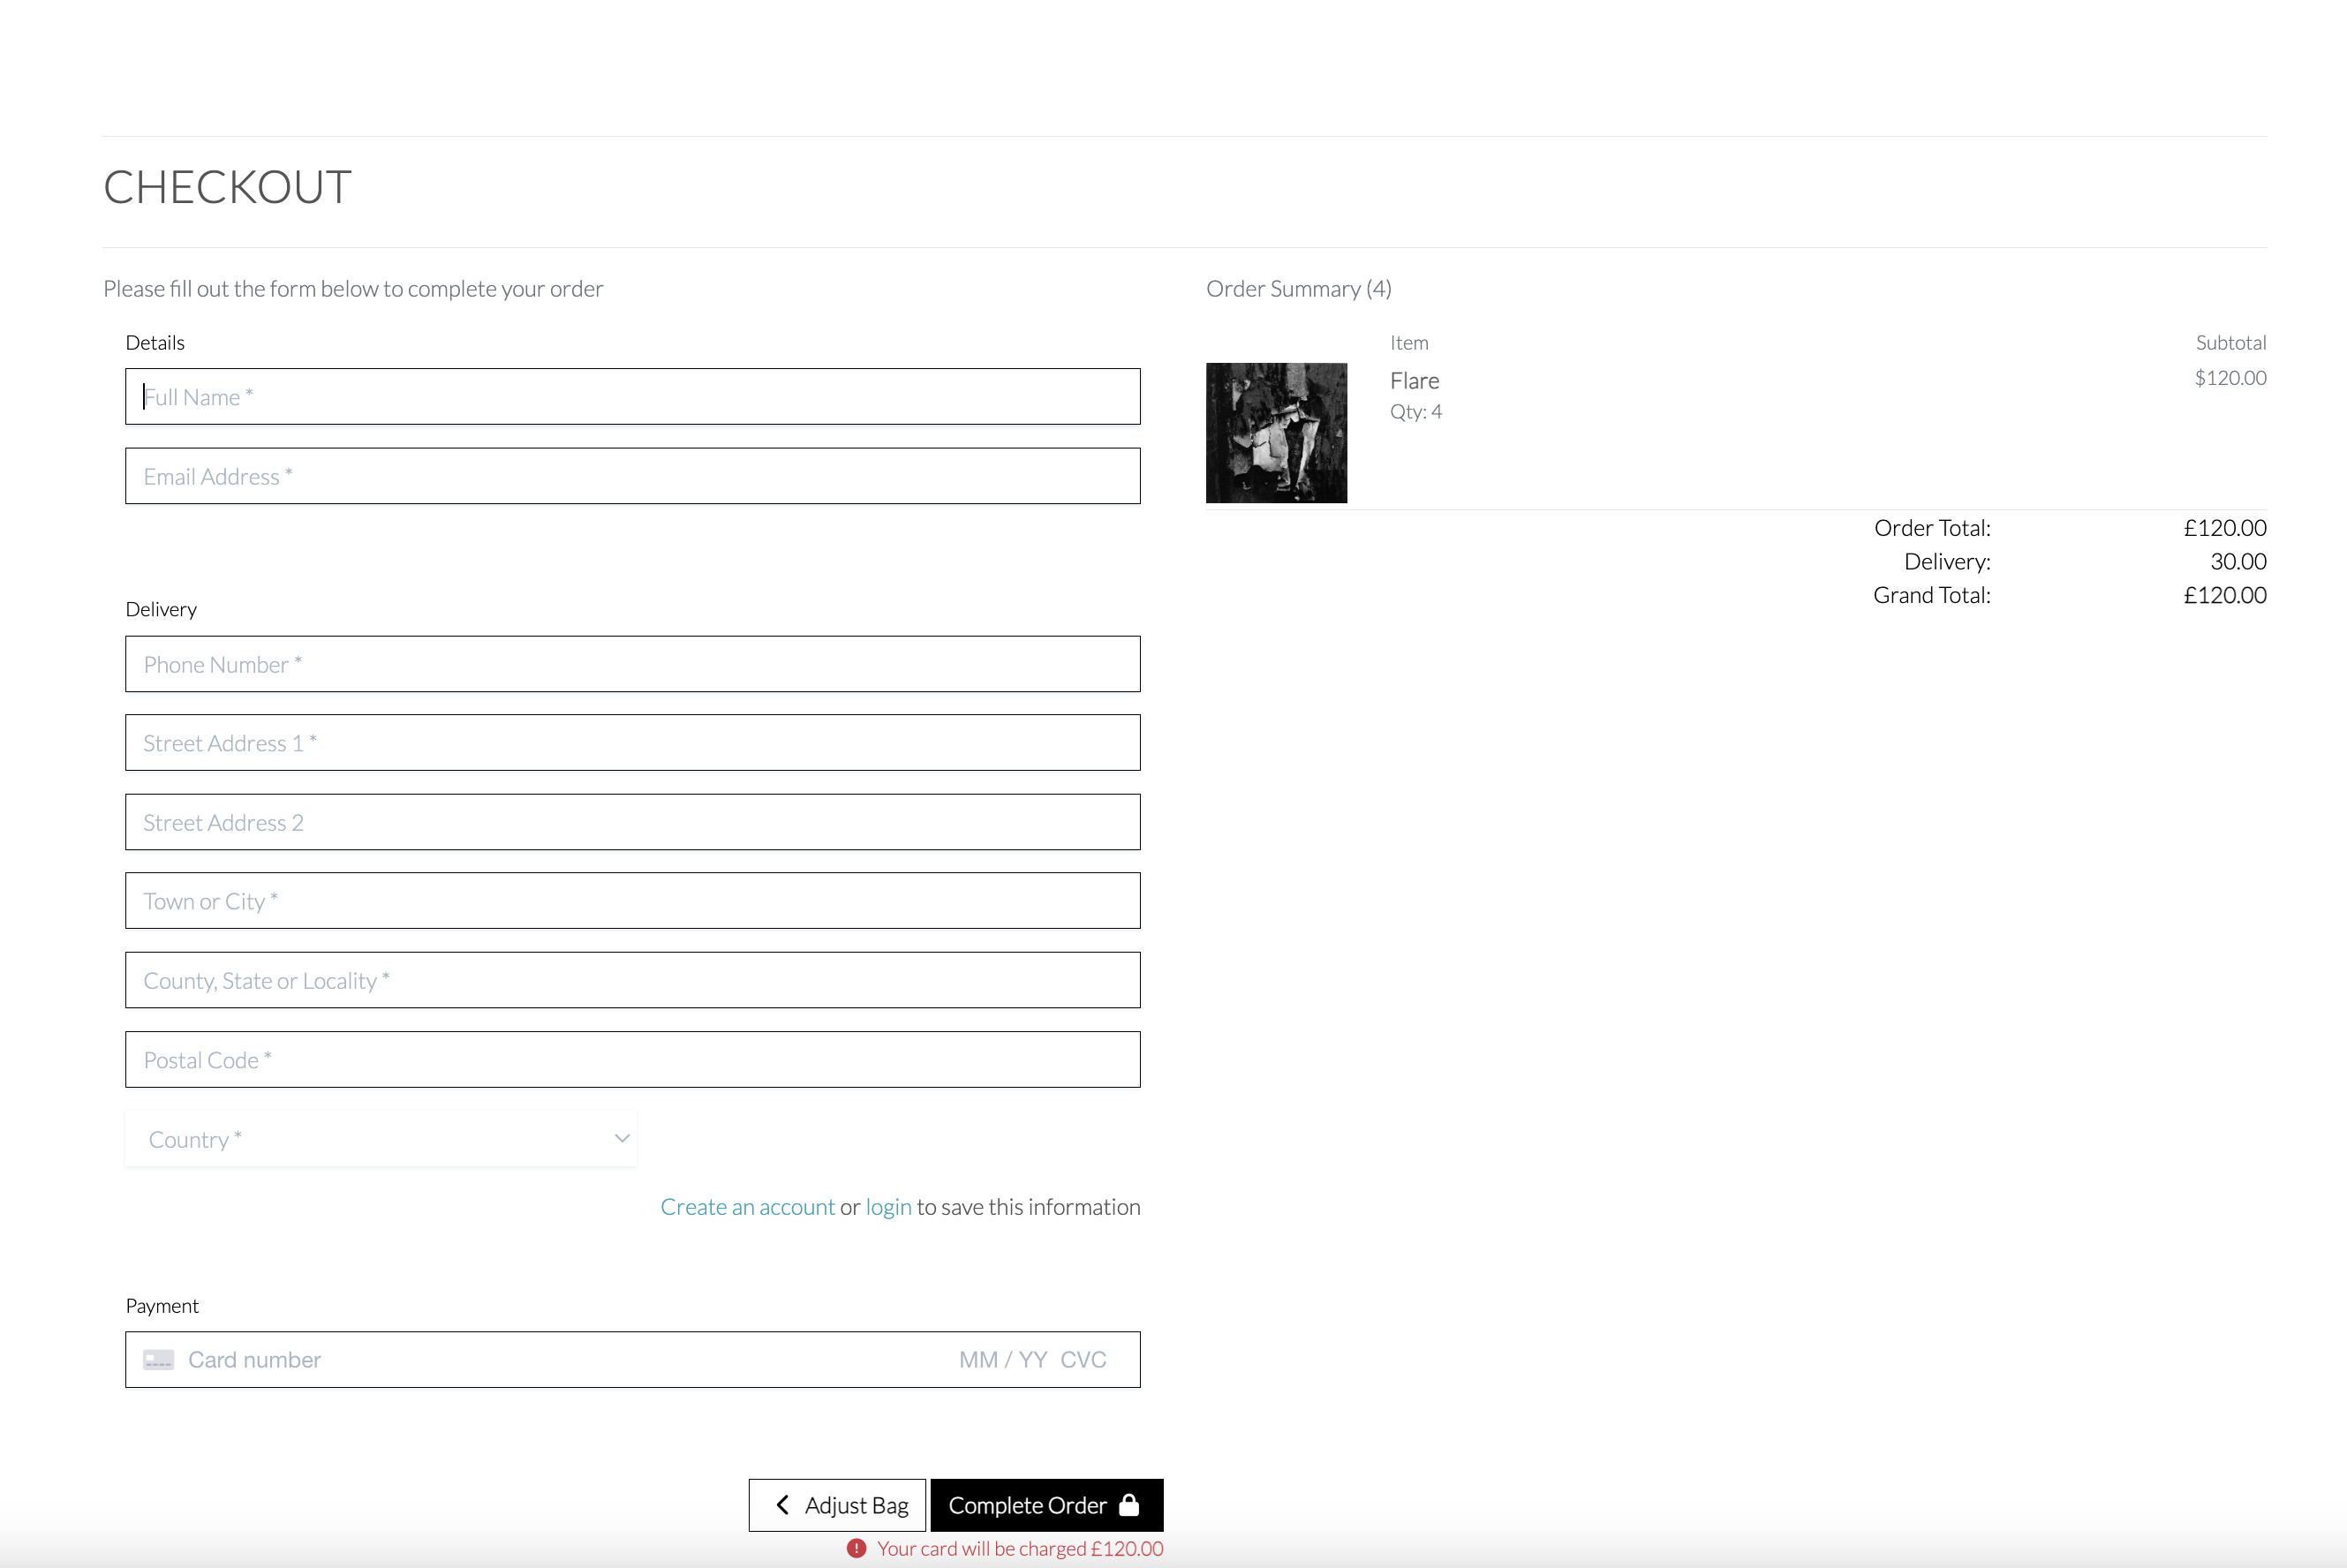 CHECKOUT
Please fill out the form below to complete your order
Details
Full Name *
Email Address *
Delivery
Phone Number *
Street Address 1 *
Street Address 2
Town or City *
County, State or Locality *
Postal Code *
Country *
Create an account or login to save this information
Payment
Card number MM / YY CVC
Adjust Bag Complete Order
Your card will be charged £120.00
Order Summary (4)
Item Subtotal
Flare $120.00
Qty: 4
Order Total: £120.00
Delivery: 30.00
Grand Total: £120.00